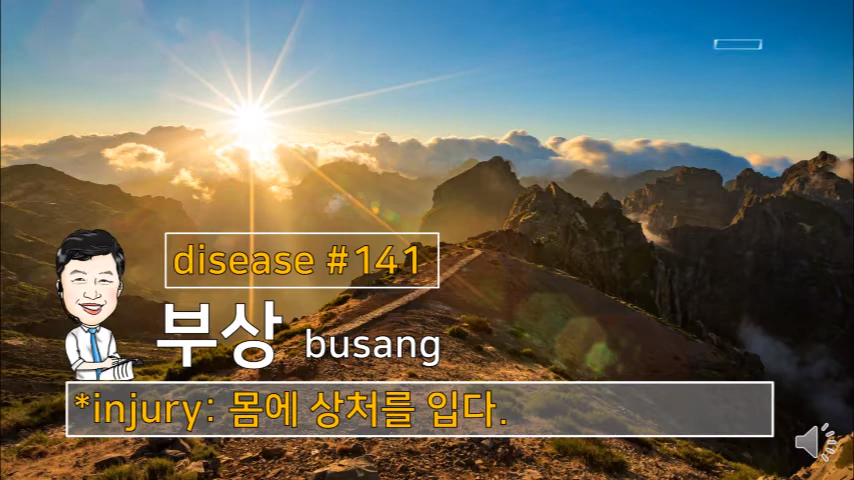 disease #141
부상 busang
*injury: 몸에 상처를 입다.